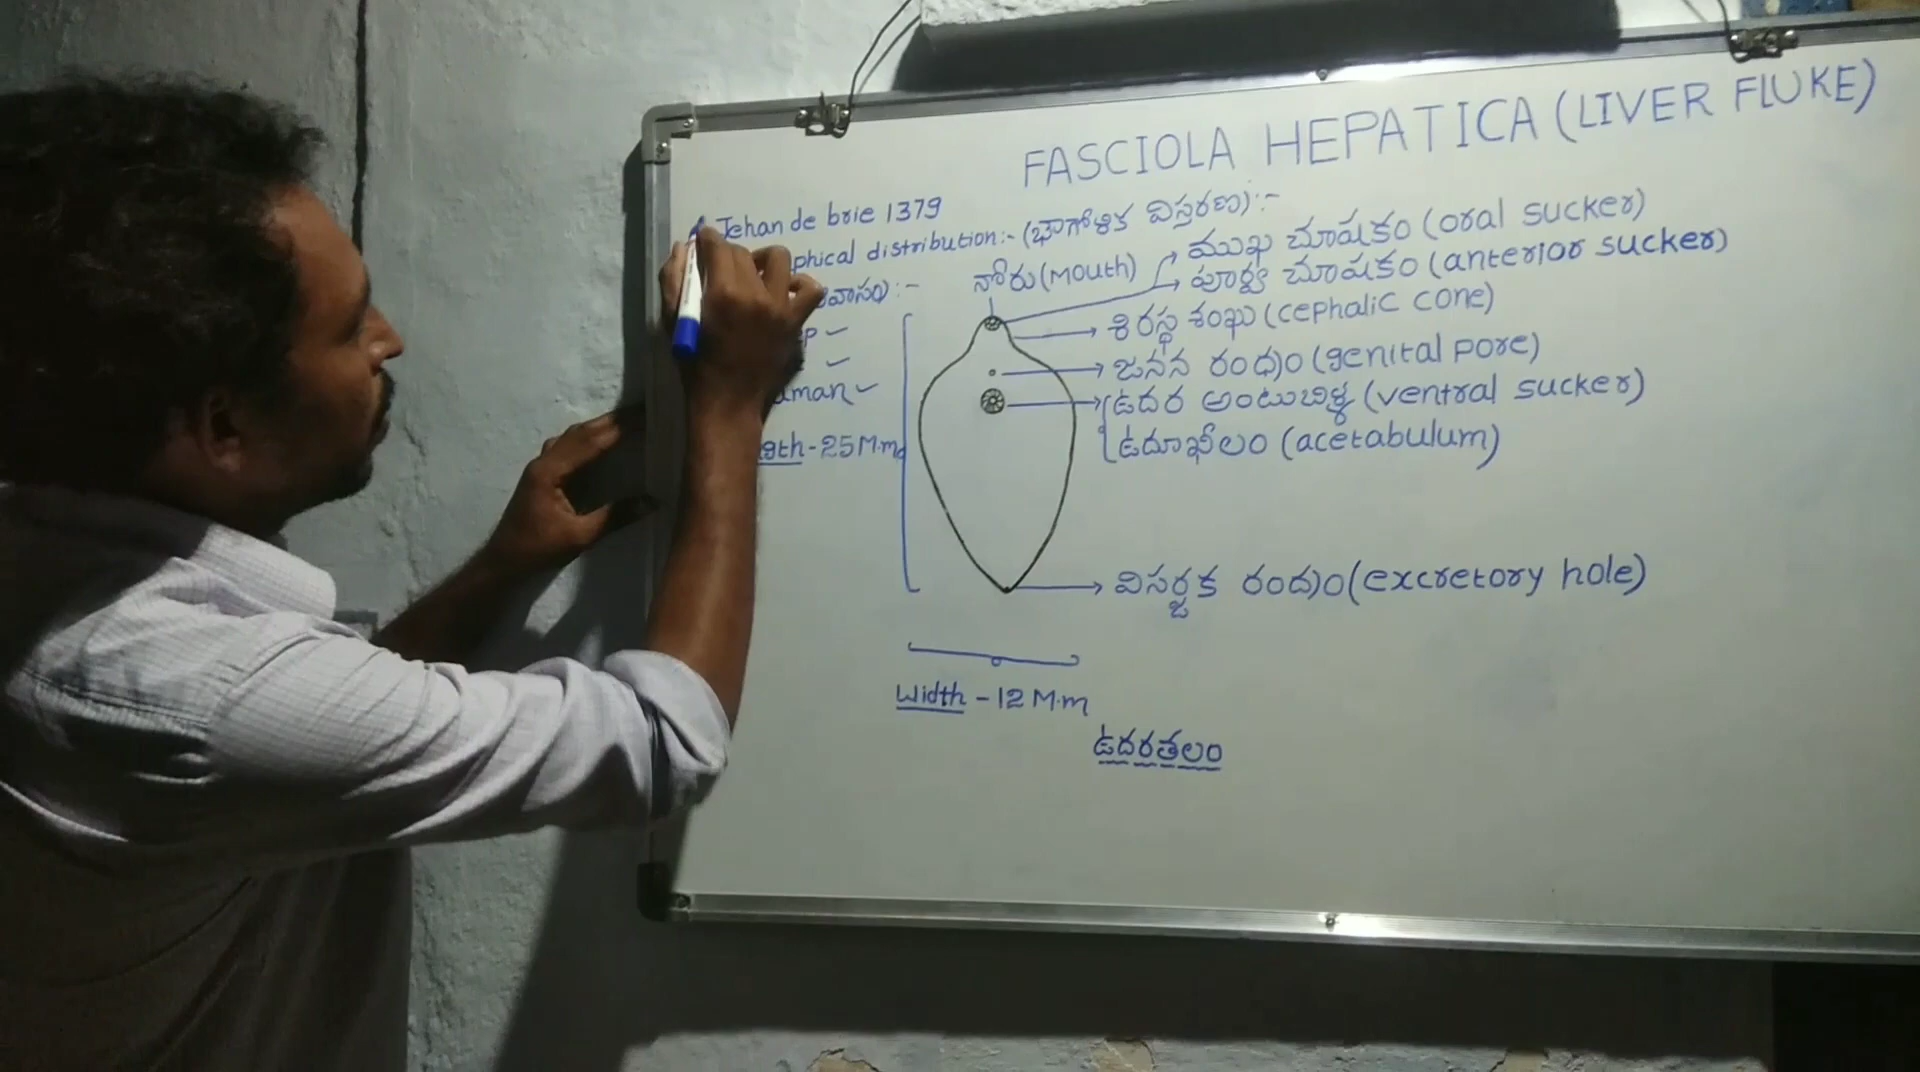 FASCIOLA HEPATICA (LIVER FLUKE)
Jehan de brie 1379
phical distribution:- (భౌగోళిక విస్తరణ):-
నోరు (Mouth)
ముఖ చూషకం (oral sucker)
పూర్వ చూషకం (anterior sucker)
శిరస్థ శంఖు (cephalic cone)
జనన రంధ్రం (genital pore)
man
ఉదర అంటుబిళ్ళ (ventral sucker)
gth - 25 M.m
ఉదూఖలం (acetabulum)
విసర్జక రంధ్రం (excretory hole)
Width - 12 M.m
ఉదరతలం